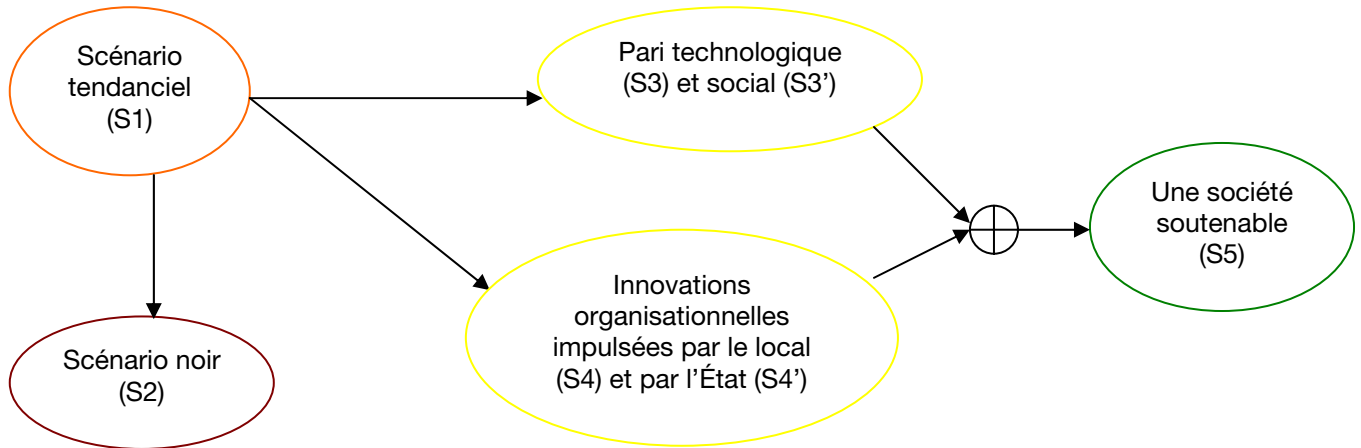 Scénario
tendanciel
(S1)
Pari technologique
(S3) et social (S3’)
Une société
soutenable
(S5)
Innovations
organisationnelles
impulsées par le local
(S4) et par l’État (S4’)
Scénario noir
(S2)